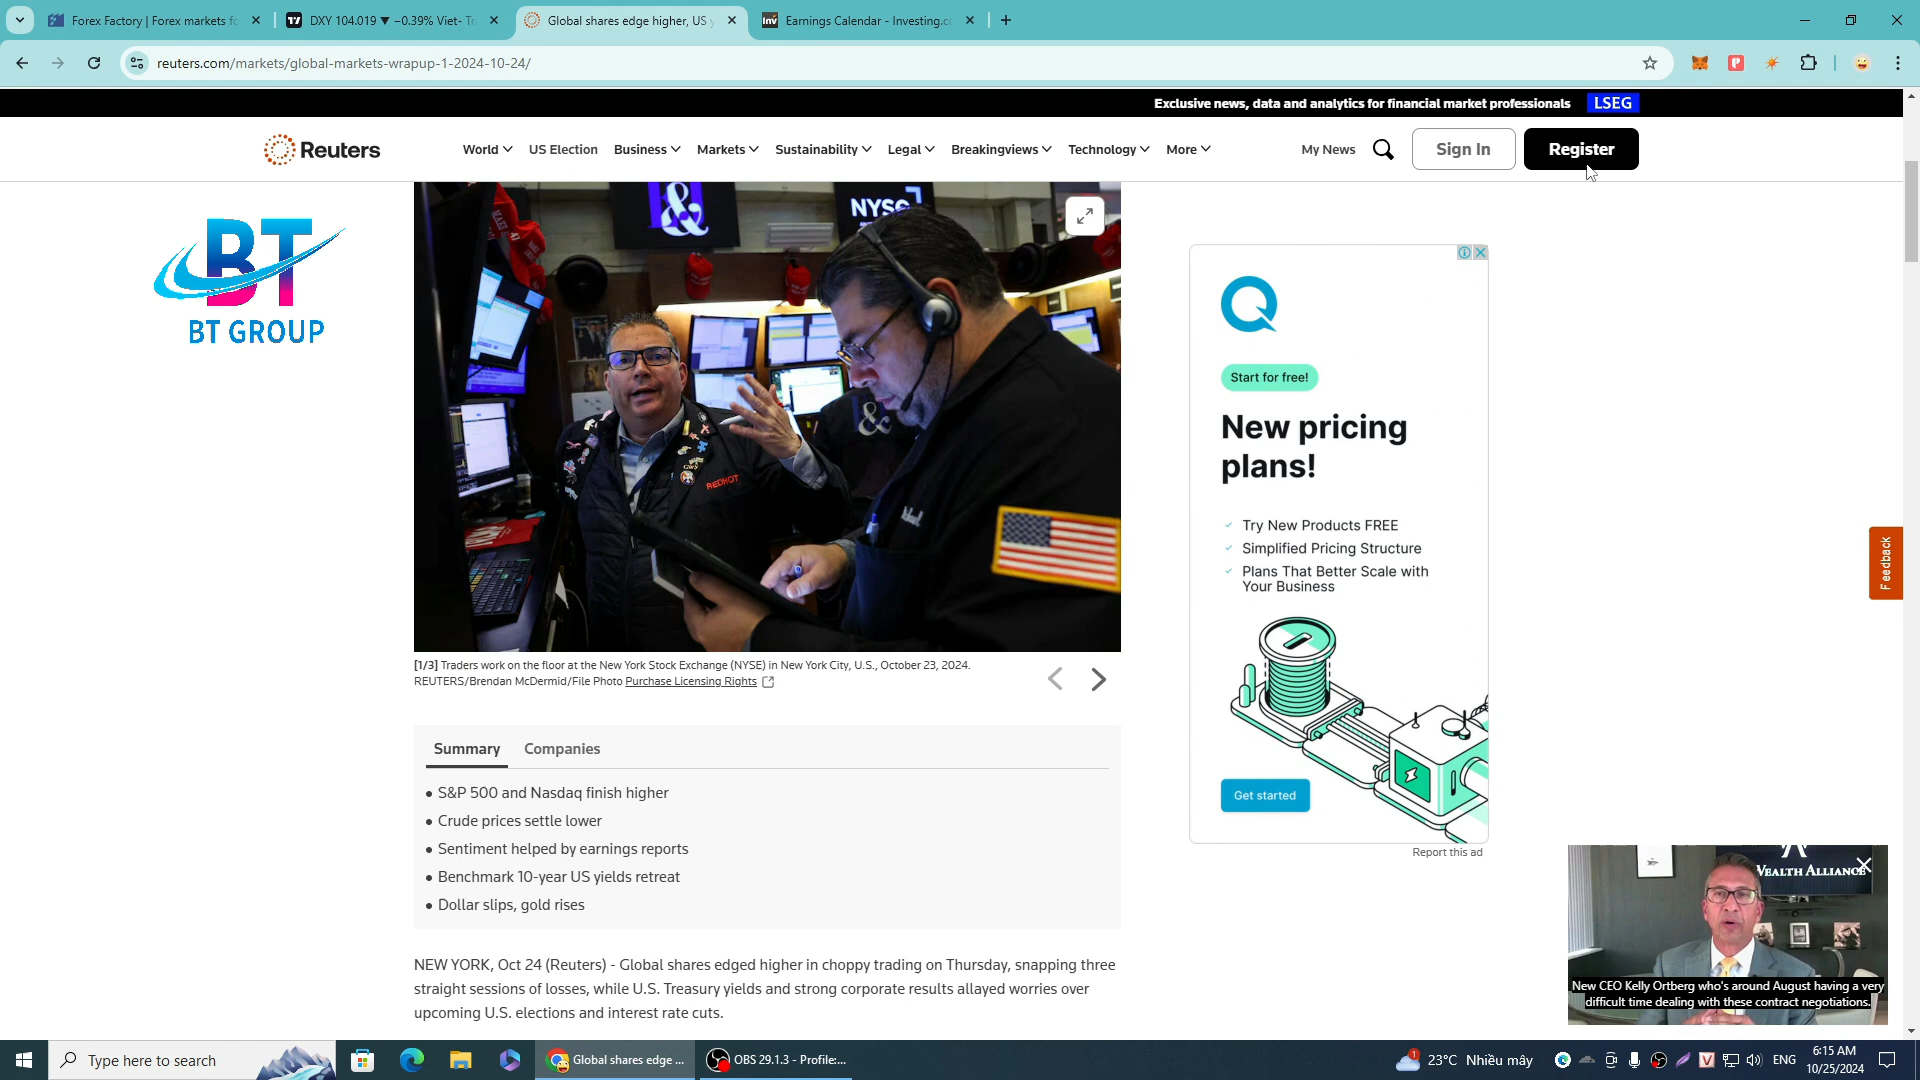 Forex Factory | Forex markets fo
DXY 104.019 ▼ −0.39% Viet- Tr
Global shares edge higher, US y
Earnings Calendar - Investing.c
reuters.com/markets/global-markets-wrapup-1-2024-10-24/
Exclusive news, data and analytics for financial market professionals LSEG
Reuters
World
US Election
Business
Markets
Sustainability
Legal
Breakingviews
Technology
More
My News
Sign In
Register
BT
BT GROUP
NYSE
REDHOT
Start for free!
New pricing
plans!
Try New Products FREE
Simplified Pricing Structure
Plans That Better Scale with
Your Business
Get started
Report this ad
Feedback
[1/3] Traders work on the floor at the New York Stock Exchange (NYSE) in New York City, U.S., October 23, 2024.
REUTERS/Brendan McDermid/File Photo Purchase Licensing Rights
Summary Companies
• S&P 500 and Nasdaq finish higher
• Crude prices settle lower
• Sentiment helped by earnings reports
• Benchmark 10-year US yields retreat
• Dollar slips, gold rises
NEW YORK, Oct 24 (Reuters) - Global shares edged higher in choppy trading on Thursday, snapping three
straight sessions of losses, while U.S. Treasury yields and strong corporate results allayed worries over
upcoming U.S. elections and interest rate cuts.
WEALTH ALLIANCE
New CEO Kelly Ortberg who's around August having a very
difficult time dealing with these contract negotiations.
Type here to search
Global shares edge ...
OBS 29.1.3 - Profile:...
1
23°C Nhiều mây
ENG
6:15 AM
10/25/2024